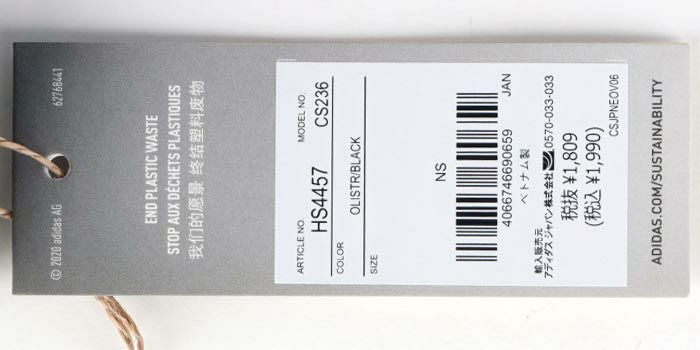 © 2020 adidas AG
62768441
END PLASTIC WASTE
STOP AUX DÉCHETS PLASTIQUES
我们的愿景 终结塑料废物
ARTICLE NO.
MODEL NO.
HS4457
CS236
COLOR
OLISTR/BLACK
SIZE
NS
4066746690659
JAN
ベトナム製
輸入販売元
アディダス ジャパン株式会社 0570-033-033
税抜 ¥1,809
(税込 ¥1,990)
CSJPNEOV06
ADIDAS.COM/SUSTAINABILITY